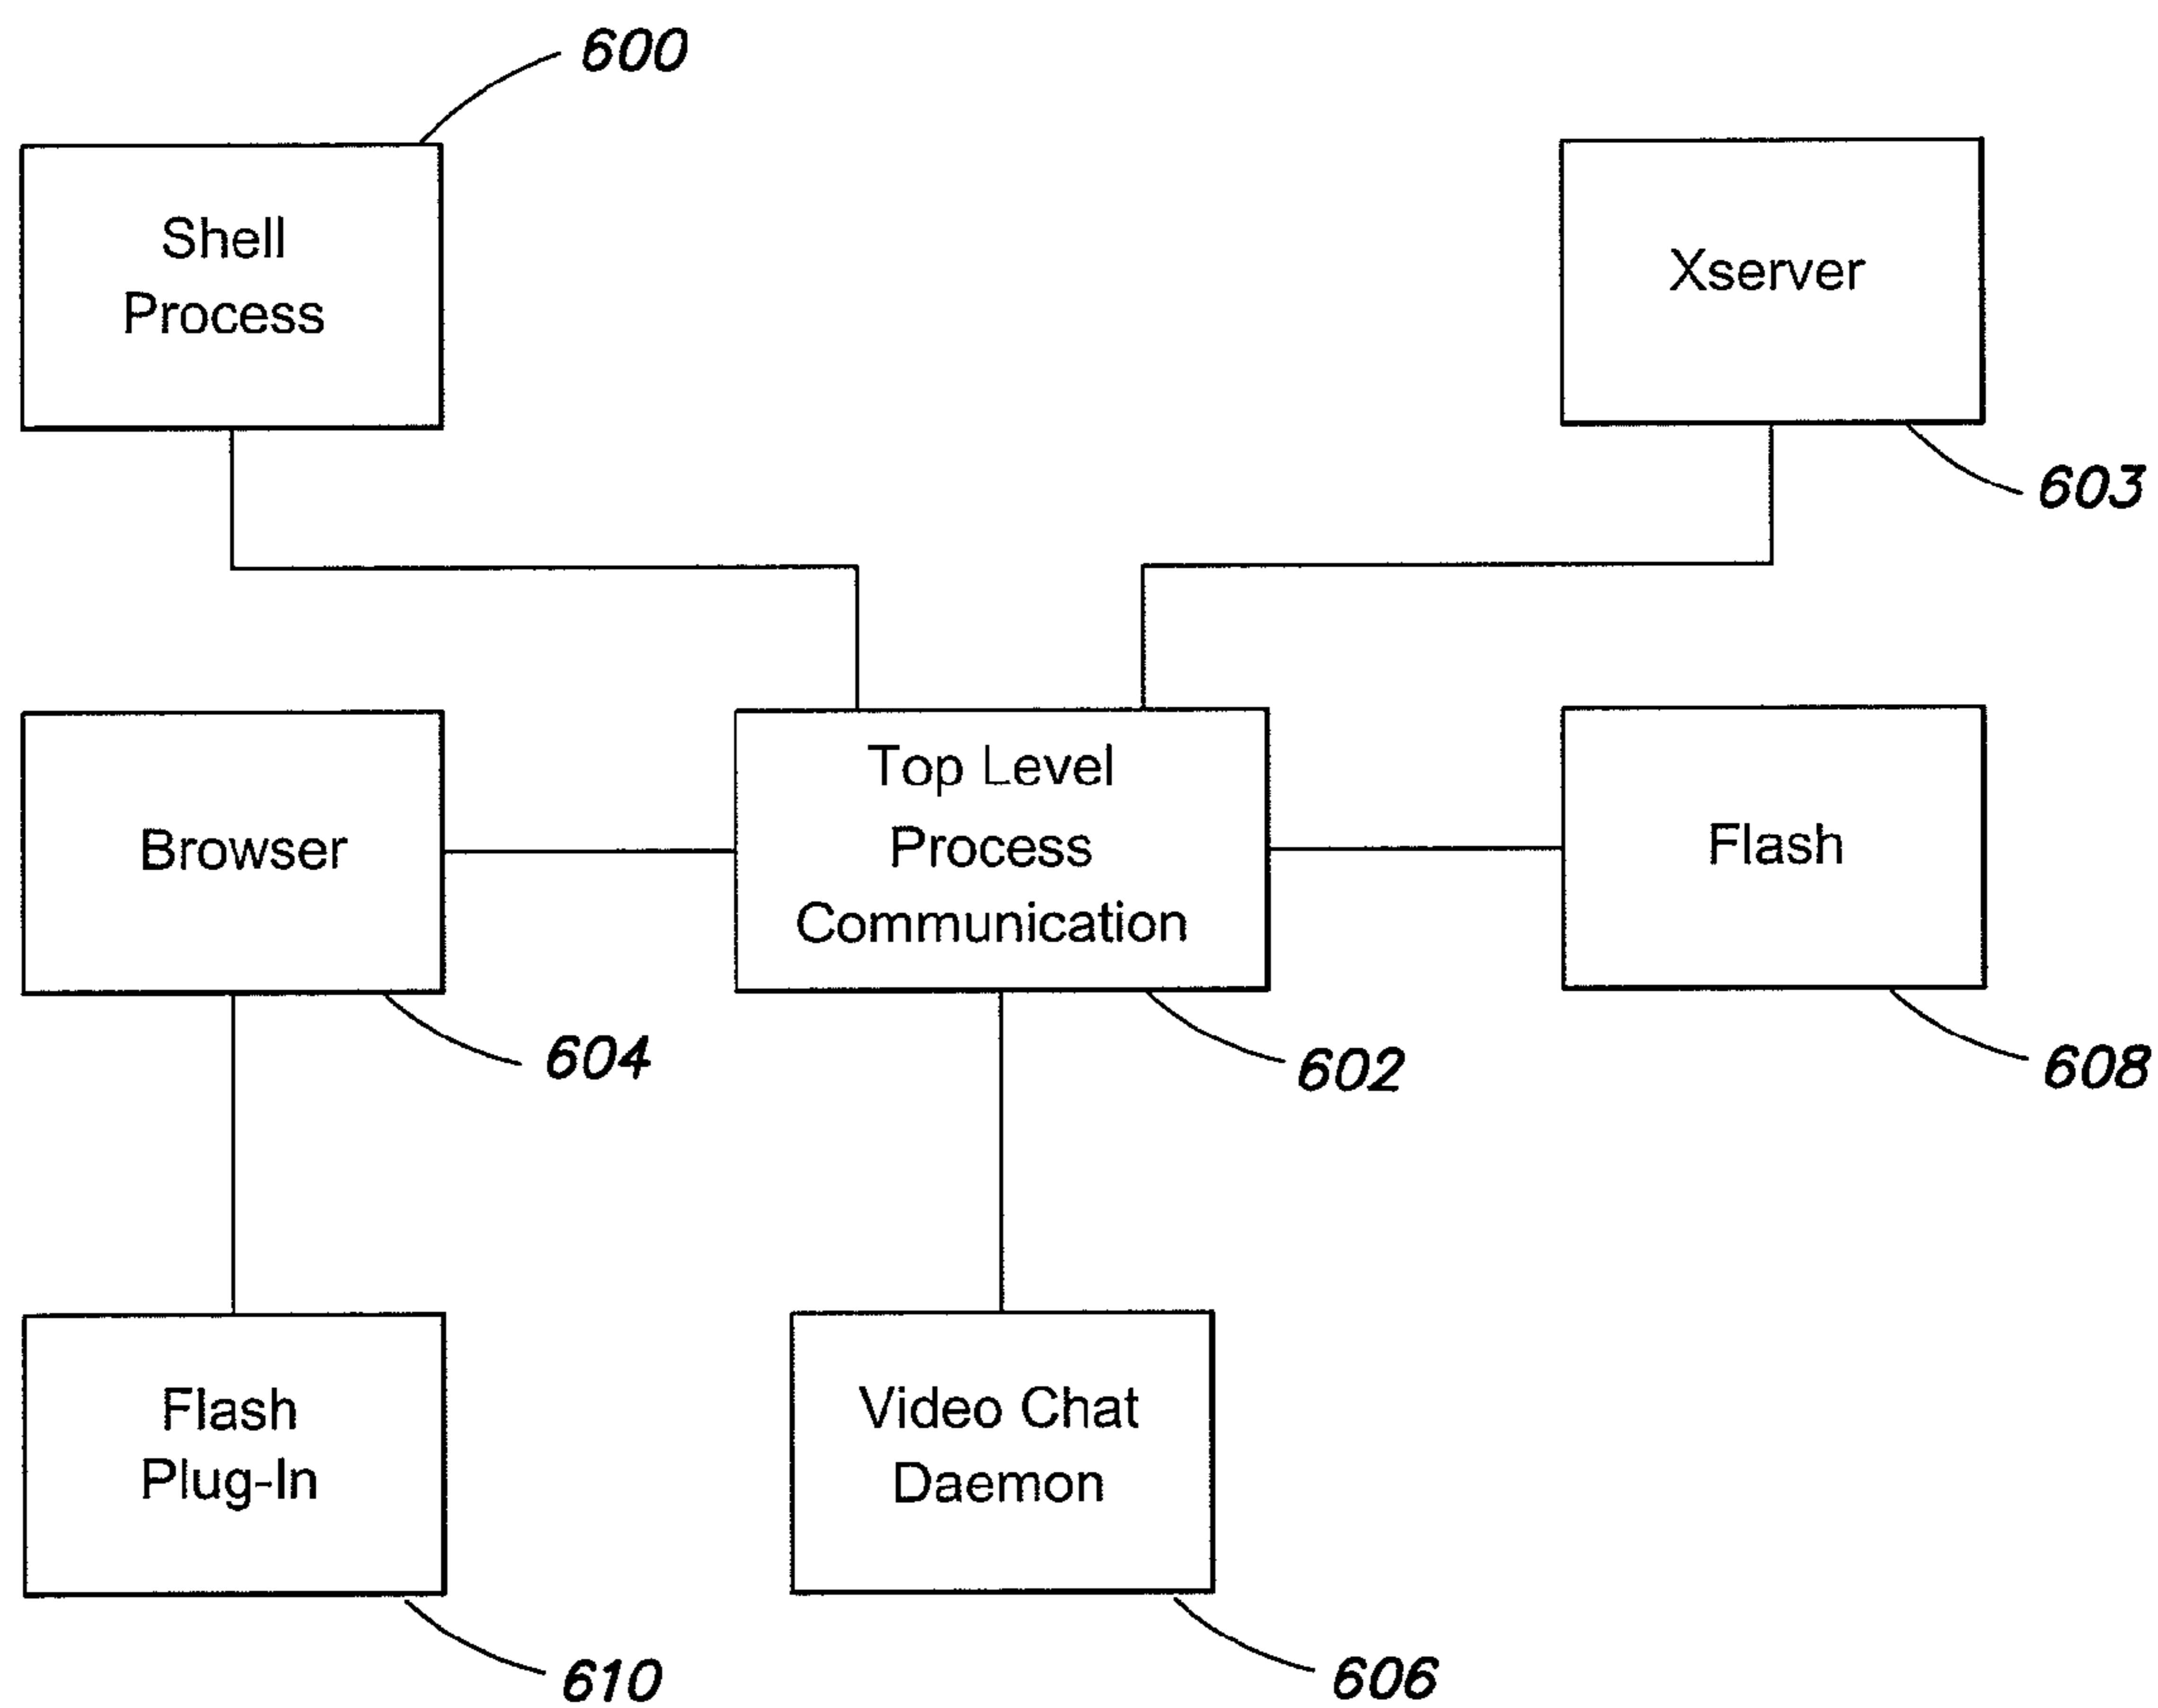 600
Shell
Process
Xserver
603
Browser
604
Top Level
Process
Communication
602
Flash
608
Flash
Plug-In
610
Video Chat
Daemon
606